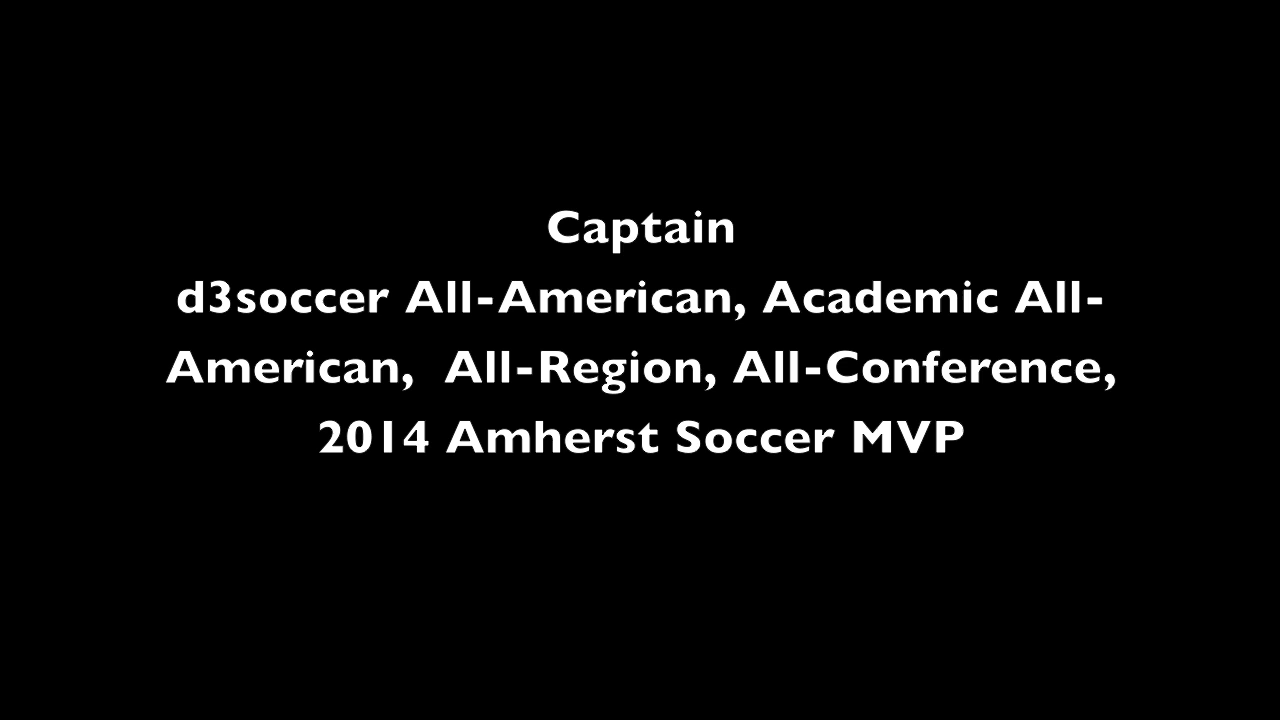 Captain
d3soccer All-American, Academic All-
American,  All-Region, All-Conference,
2014 Amherst Soccer MVP